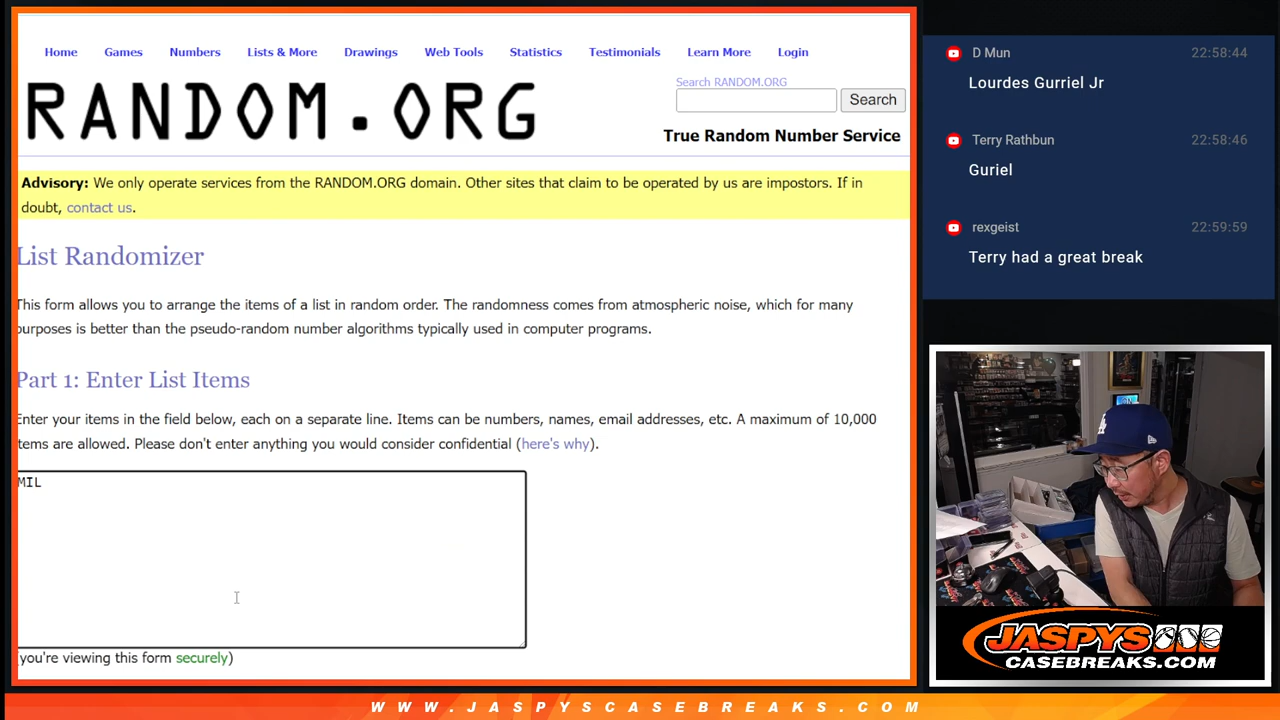 Home Games Numbers Lists & More Drawings Web Tools Statistics Testimonials Learn More Login
RANDOM.ORG
Search RANDOM.ORG
Search
True Random Number Service
Advisory: We only operate services from the RANDOM.ORG domain. Other sites that claim to be operated by us are impostors. If in
doubt, contact us.
List Randomizer
This form allows you to arrange the items of a list in random order. The randomness comes from atmospheric noise, which for many
purposes is better than the pseudo-random number algorithms typically used in computer programs.
Part 1: Enter List Items
Enter your items in the field below, each on a separate line. Items can be numbers, names, email addresses, etc. A maximum of 10,000
items are allowed. Please don't enter anything you would consider confidential (here's why).
MIL
(you're viewing this form securely)
D Mun 22:58:44
Lourdes Gurriel Jr
Terry Rathbun 22:58:46
Guriel
rexgeist 22:59:59
Terry had a great break
JASPYS
CASEBREAKS.COM
WWW.JASPYSCASEBREAKS.COM